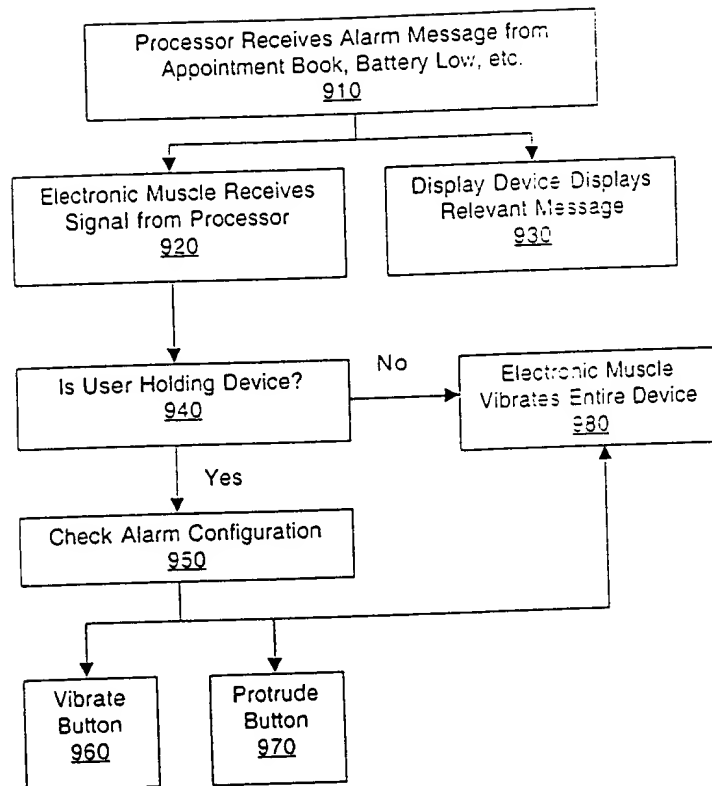 Processor Receives Alarm Message from
Appointment Book, Battery Low, etc.
910
Electronic Muscle Receives
Signal from Processor
920
Display Device Displays
Relevant Message
930
Is User Holding Device?
940
No
Electronic Muscle
Vibrates Entire Device
980
Yes
Check Alarm Configuration
950
Vibrate
Button
960
Protrude
Button
970